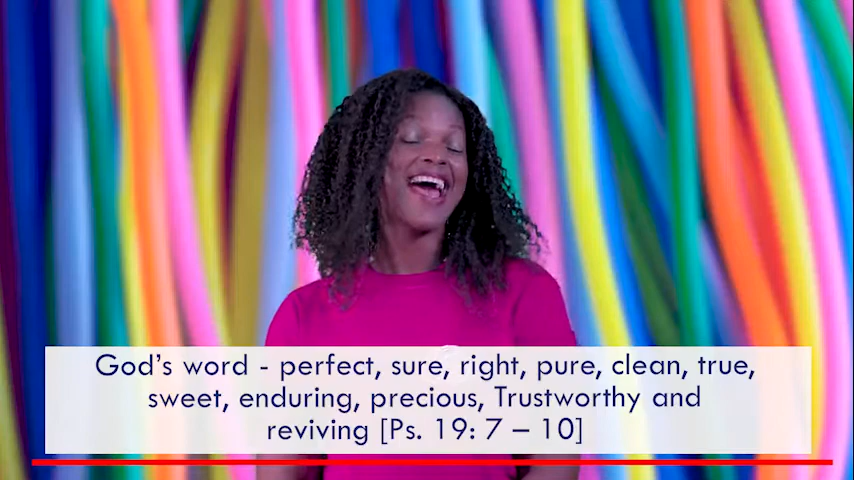 God's word - perfect, sure, right, pure, clean, true,
sweet, enduring, precious, Trustworthy and
reviving [Ps. 19: 7 – 10]